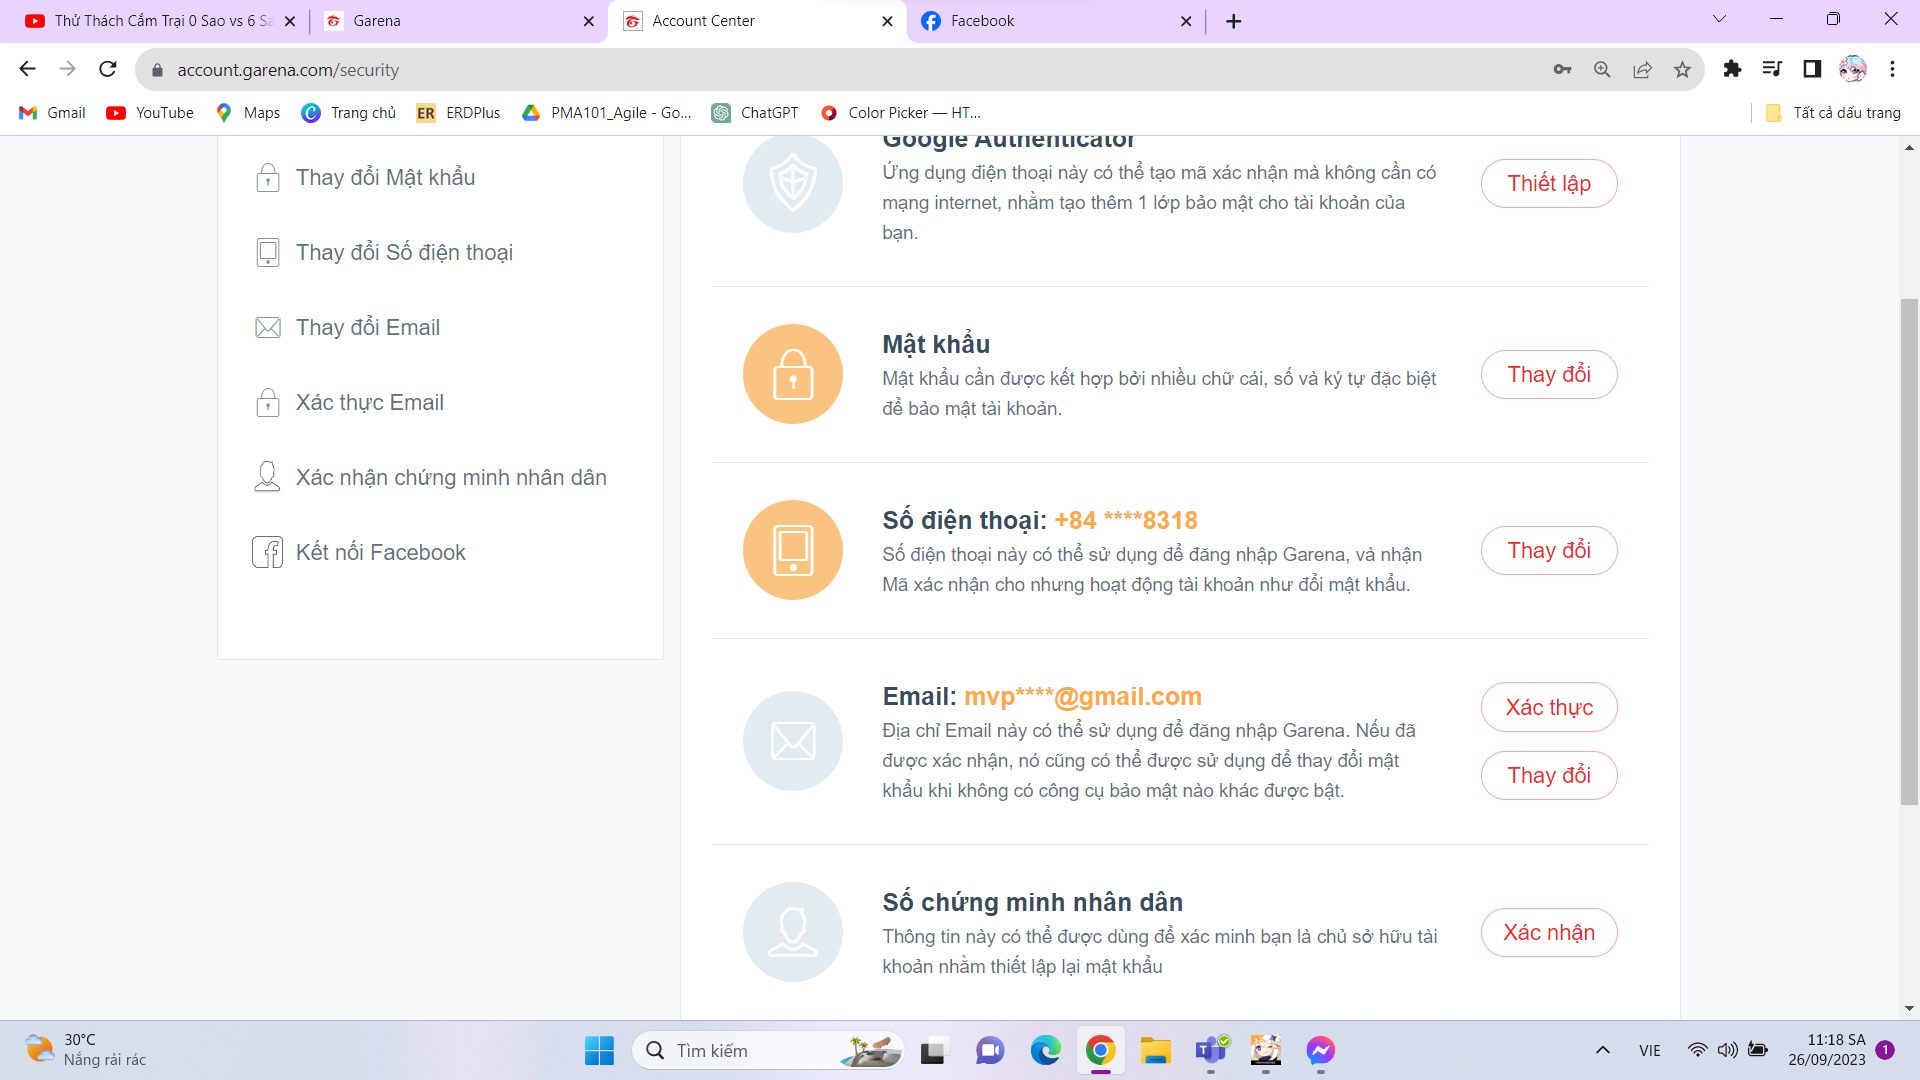 Thử Thách Cắm Trại 0 Sao vs 6 Sa
Garena
Account Center
Facebook
account.garena.com/security
Gmail
YouTube
Maps
Trang chủ
ER ERDPlus
PMA101_Agile - Go...
ChatGPT
Color Picker — HT...
Tất cả dấu trang
Thay đổi Mật khẩu
Thay đổi Số điện thoại
Thay đổi Email
Xác thực Email
Xác nhận chứng minh nhân dân
Kết nối Facebook
Google Authenticator
Ứng dụng điện thoại này có thể tạo mã xác nhận mà không cần có
mạng internet, nhằm tạo thêm 1 lớp bảo mật cho tài khoản của
bạn.
Thiết lập
Mật khẩu
Mật khẩu cần được kết hợp bởi nhiều chữ cái, số và ký tự đặc biệt
để bảo mật tài khoản.
Thay đổi
Số điện thoại: +84 ****8318
Số điện thoại này có thể sử dụng để đăng nhập Garena, và nhận
Mã xác nhận cho nhưng hoạt động tài khoản như đổi mật khẩu.
Thay đổi
Email: mvp****@gmail.com
Địa chỉ Email này có thể sử dụng để đăng nhập Garena. Nếu đã
được xác nhận, nó cũng có thể được sử dụng để thay đổi mật
khẩu khi không có công cụ bảo mật nào khác được bật.
Xác thực
Thay đổi
Số chứng minh nhân dân
Thông tin này có thể được dùng để xác minh bạn là chủ sở hữu tài
khoản nhằm thiết lập lại mật khẩu
Xác nhận
30°C
Nắng rải rác
Tìm kiếm
VIE
11:18 SA
26/09/2023
1